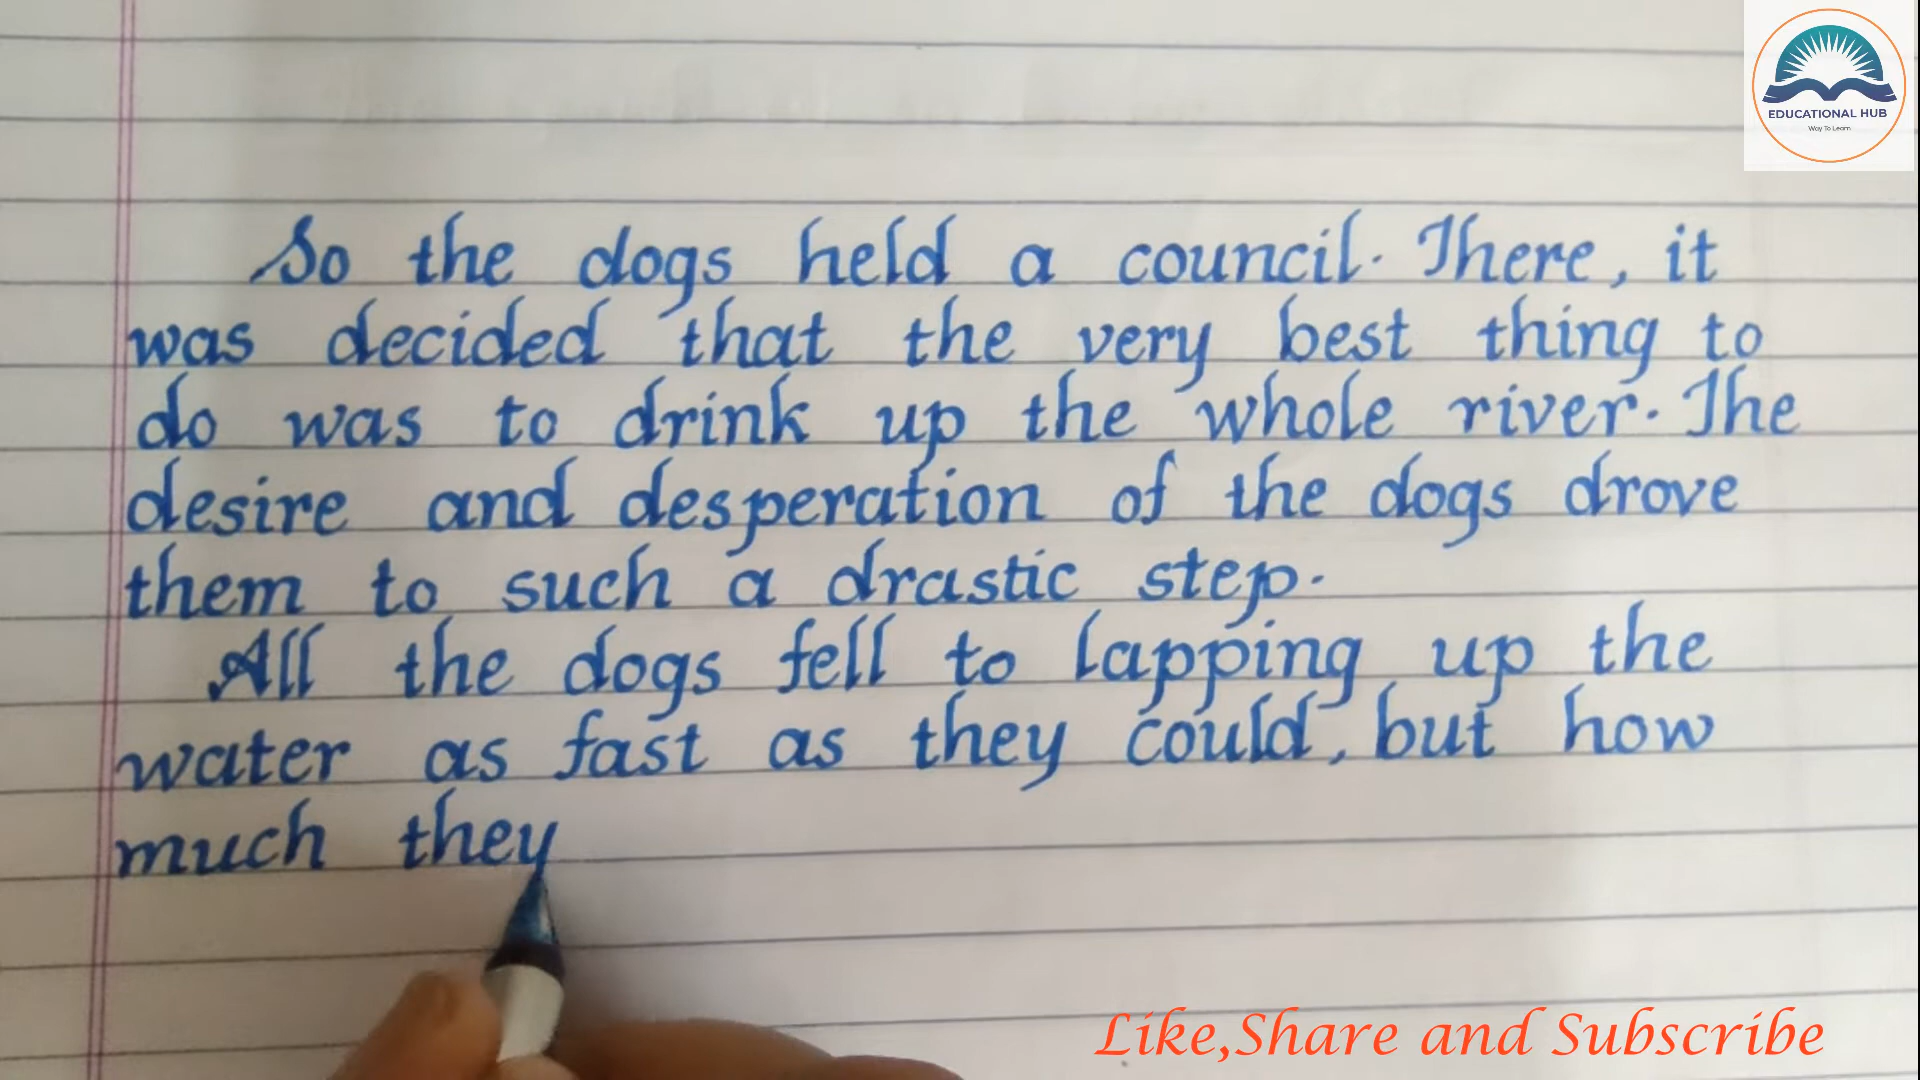 EDUCATIONAL HUB
Way To Learn
So the dogs held a council. There, it
was decided that the very best thing to
do was to drink up the whole river. The
desire and desperation of the dogs drove
them to such a drastic step.
All the dogs fell to lapping up the
water as fast as they could, but how
much they
Like,Share and Subscribe